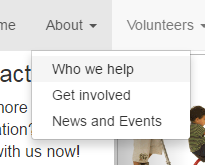 me About Volunteers
Who we help
Get involved
News and Events
act
more
ation?
with us now!